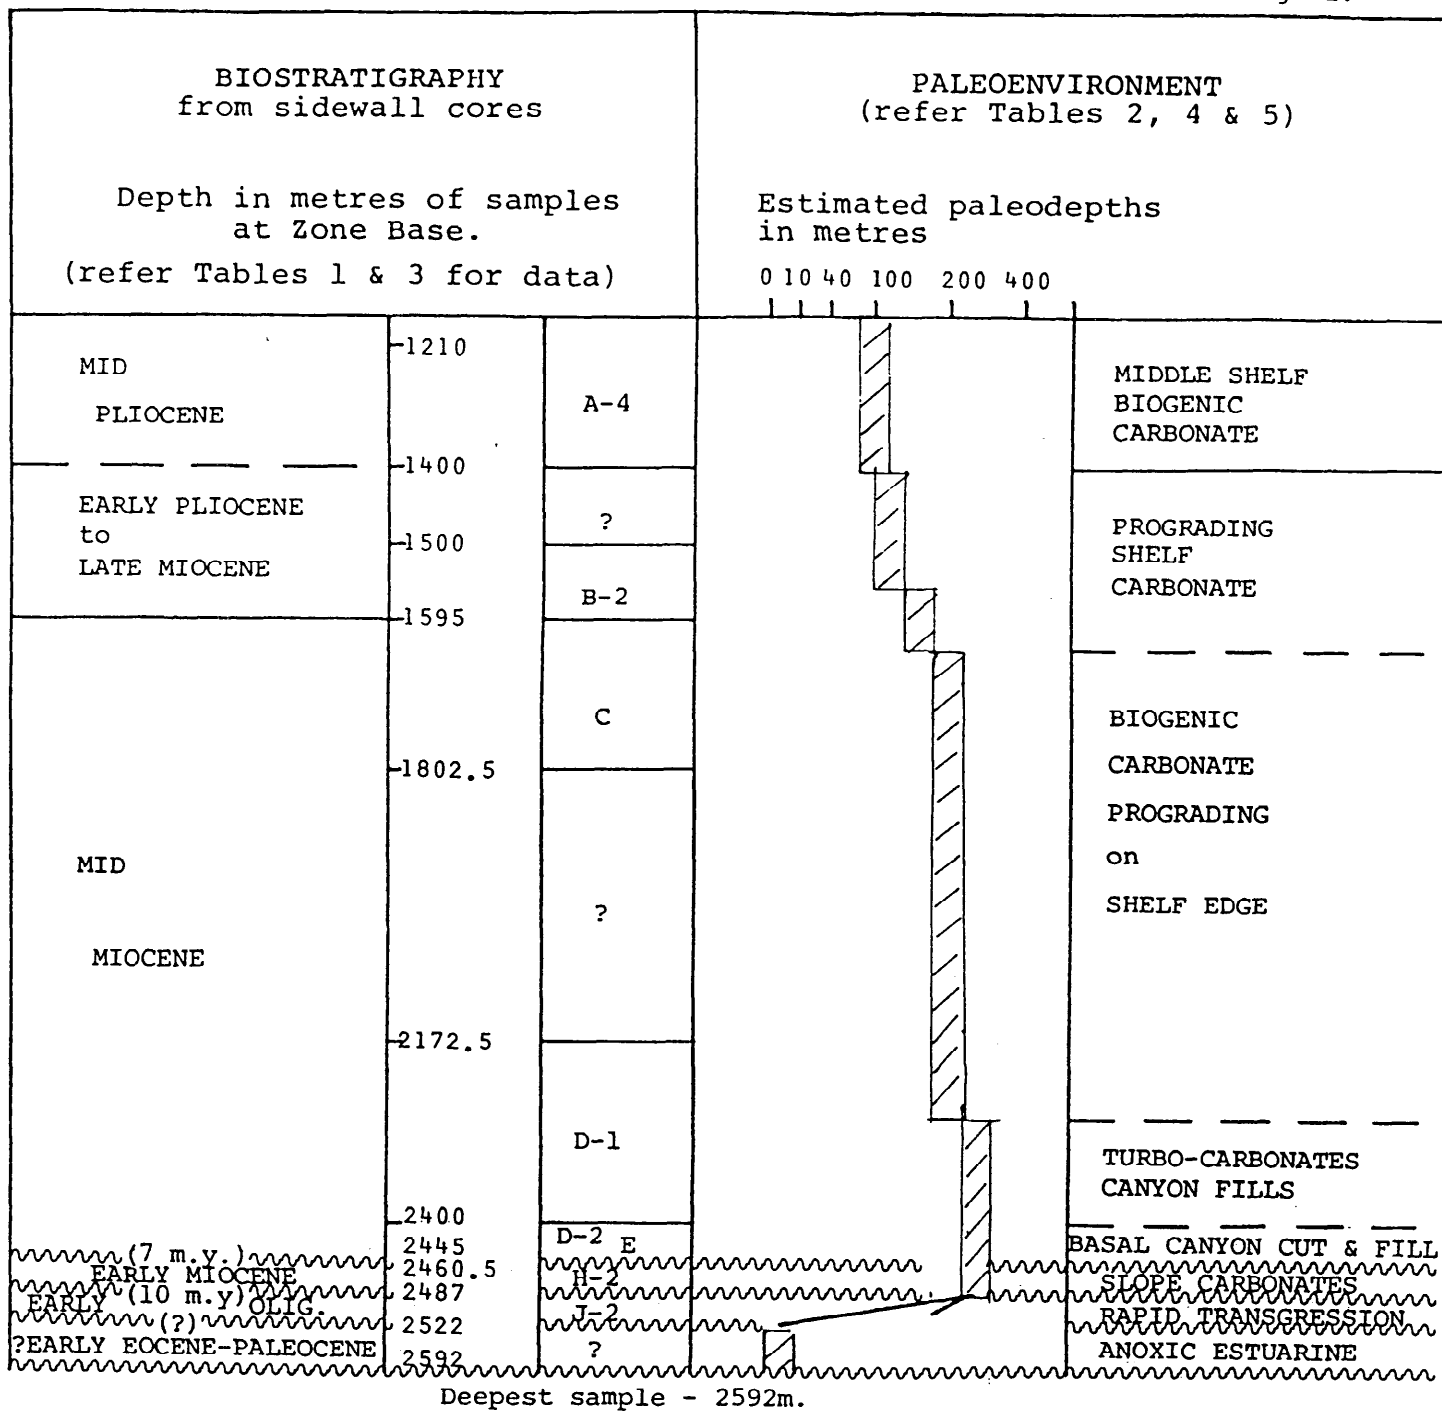 BIOSTRATIGRAPHY
from sidewall cores
Depth in metres of samples
at Zone Base.
(refer Tables 1 & 3 for data)
PALEOENVIRONMENT
(refer Tables 2, 4 & 5)
Estimated paleodepths
in metres
0 10 40 100 200 400
MID
PLIOCENE
EARLY PLIOCENE
to
LATE MIOCENE
MID
MIOCENE
(7 m.y.)
EARLY MIOCENE
(10 m.y)
EARLY OLIG.
(?)
?EARLY EOCENE-PALEOCENE
1210
1400
1500
1595
1802.5
2172.5
2400
2445
2460.5
2487
2522
2592
A-4
?
B-2
C
?
D-1
D-2 E
H-2
J-2
?
MIDDLE SHELF
BIOGENIC
CARBONATE
PROGRADING
SHELF
CARBONATE
BIOGENIC
CARBONATE
PROGRADING
on
SHELF EDGE
TURBO-CARBONATES
CANYON FILLS
BASAL CANYON CUT & FILL
SLOPE CARBONATES
RAPID TRANSGRESSION
ANOXIC ESTUARINE
Deepest sample - 2592m.